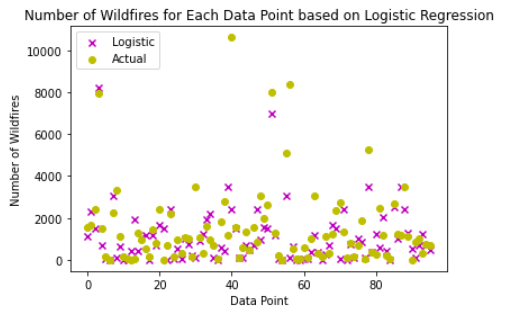 Number of Wildfires for Each Data Point based on Logistic Regression
Logistic
Actual
Number of Wildfires
10000
8000
6000
4000
2000
0
0 20 40 60 80
Data Point